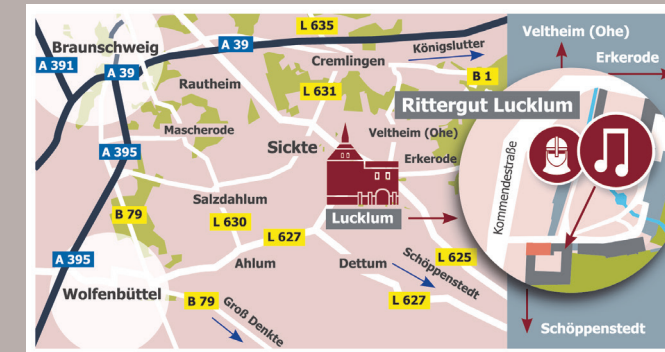 L 635
Veltheim (Ohe)
Braunschweig
A 39
Königslutter
Erkerode
A 391
A 39
Cremlingen
B 1
Rautheim
L 631
Rittergut Lucklum
Mascherode
Veltheim (Ohe)
Sickte
A 395
Erkerode
Kommendestraße
Salzdahlum
B 79
L 630
Lucklum
L 627
A 395
Ahlum
Dettum
Schöppenstedt
L 625
Wolfenbüttel
B 79
L 627
Groß Denkte
Schöppenstedt